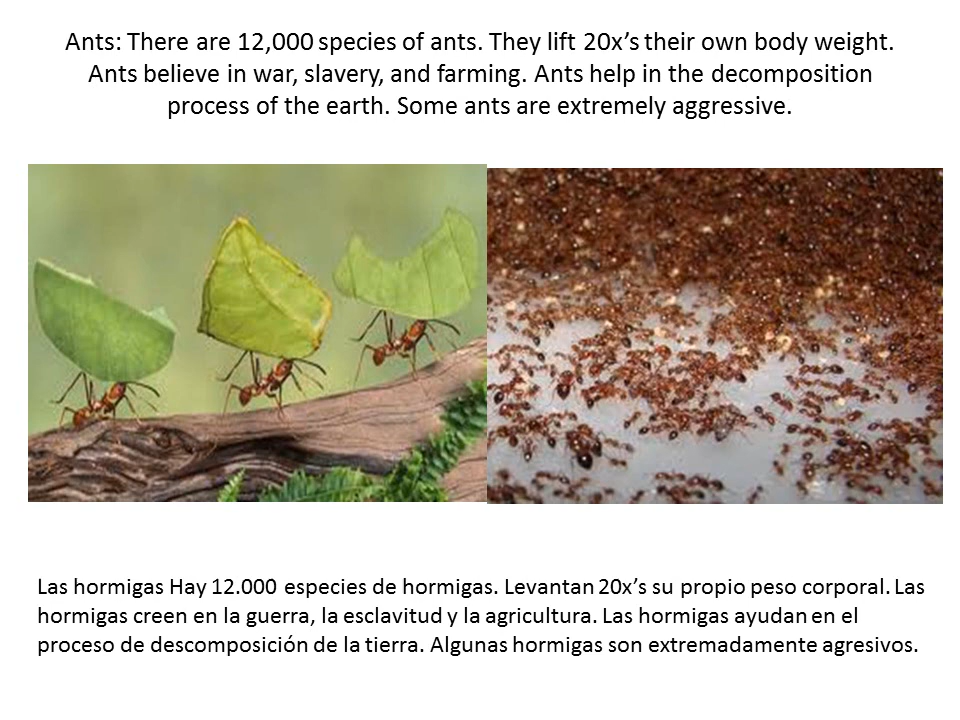 Ants: There are 12,000 species of ants. They lift 20x’s their own body weight.
Ants believe in war, slavery, and farming. Ants help in the decomposition
process of the earth. Some ants are extremely aggressive.
Las hormigas Hay 12.000 especies de hormigas. Levantan 20x’s su propio peso corporal. Las
hormigas creen en la guerra, la esclavitud y la agricultura. Las hormigas ayudan en el
proceso de descomposición de la tierra. Algunas hormigas son extremadamente agresivos.